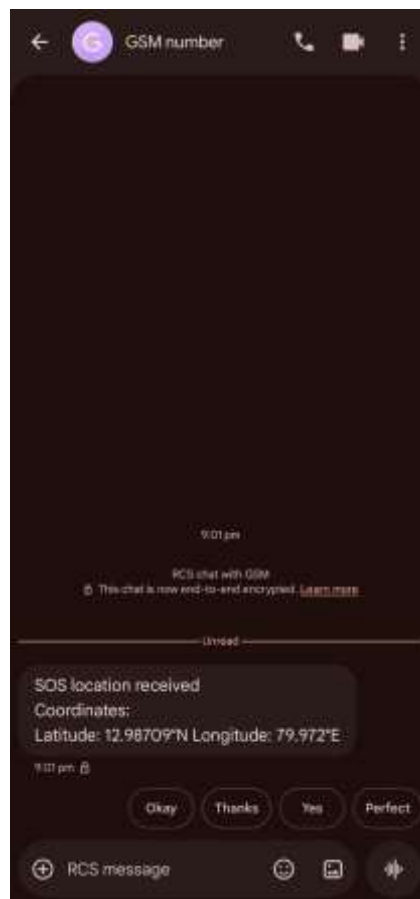 G
GSM number
9:01 pm
RCS chat with GSM
This chat is now end-to-end encrypted. Learn more
Unread
SOS location received
Coordinates:
Latitude: 12.98709°N Longitude: 79.972°E
9:01 pm
Okay Thanks Yes Perfect
RCS message